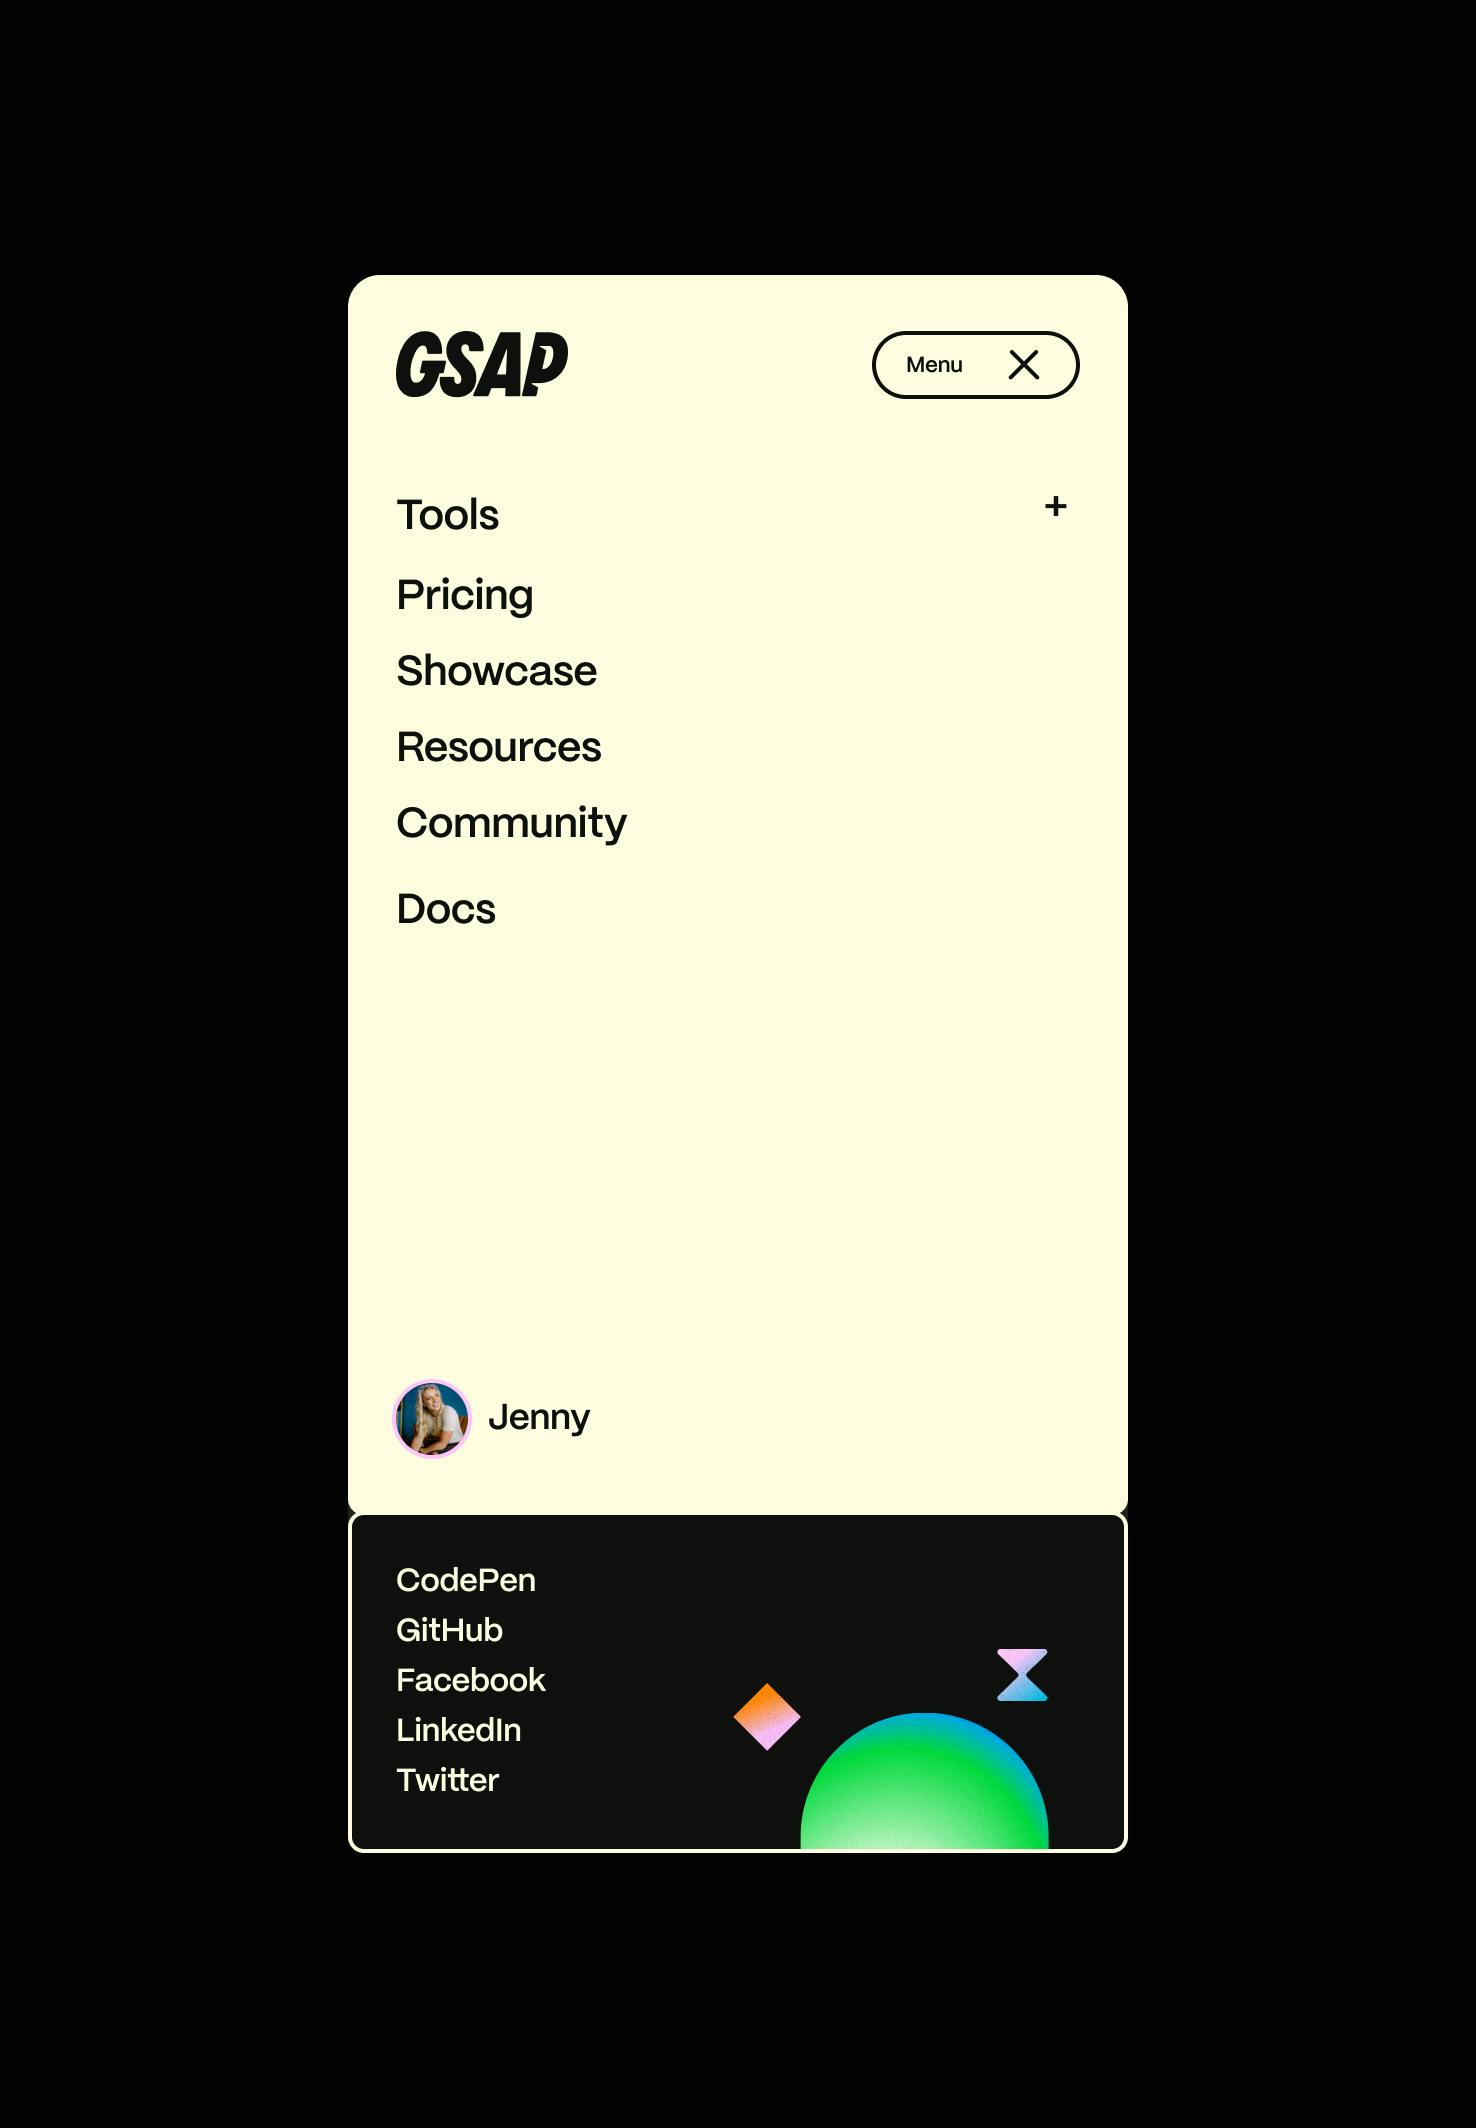 GSAP
Menu
Tools +
Pricing
Showcase
Resources
Community
Docs
Jenny
CodePen
GitHub
Facebook
LinkedIn
Twitter